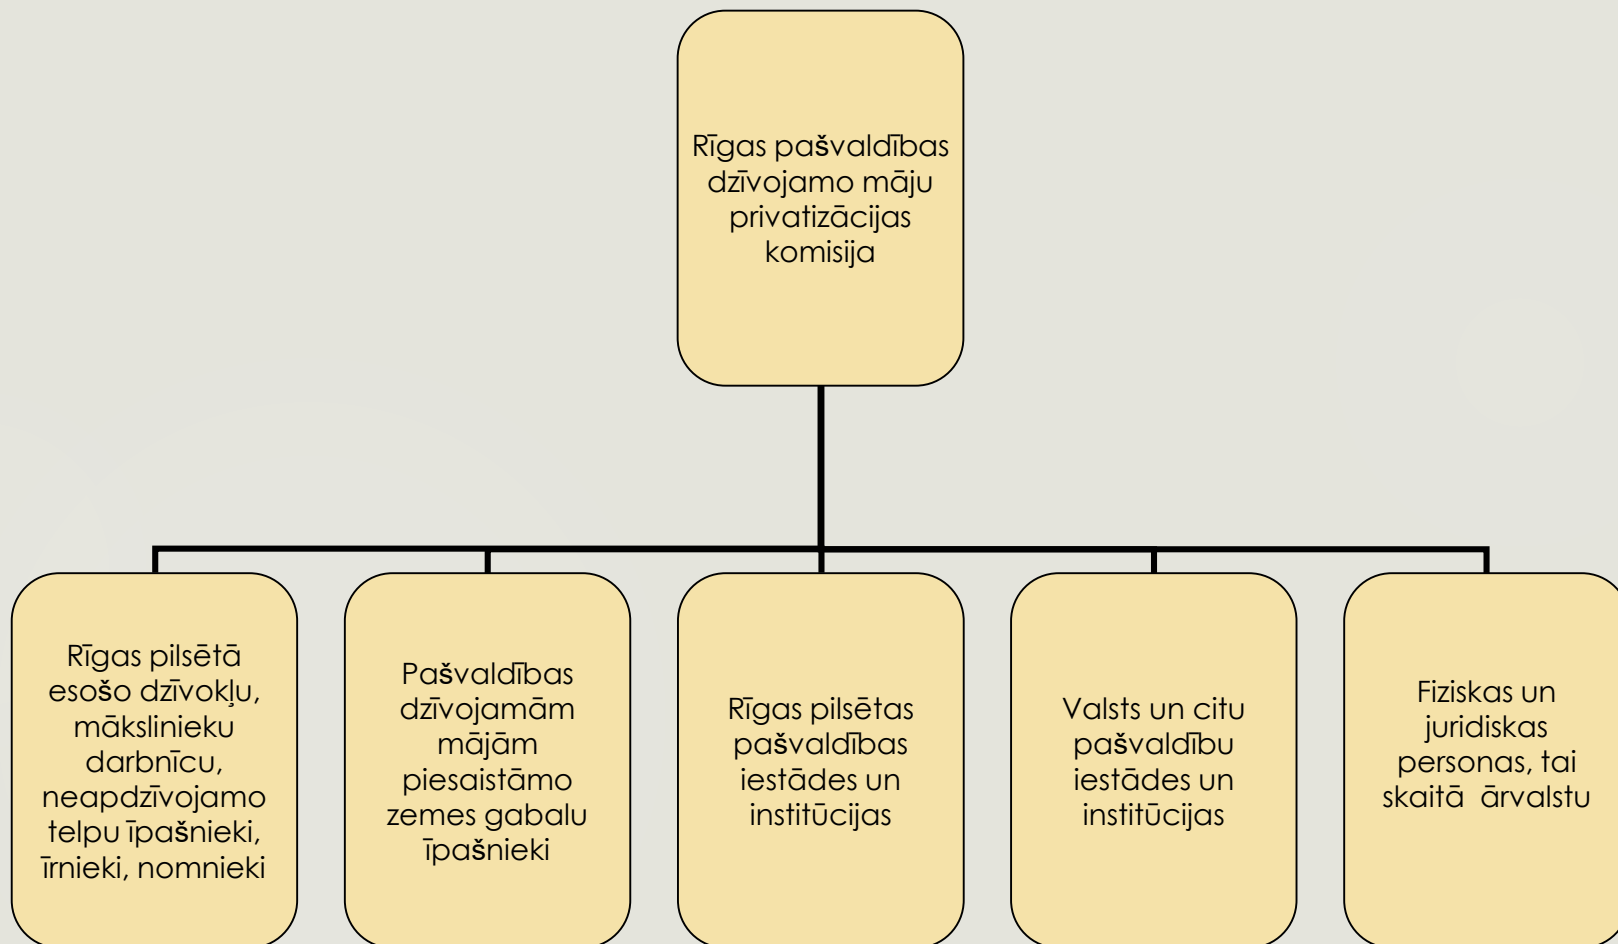 Rīgas pašvaldības
dzīvojamo māju
privatizācijas
komisija
Rīgas pilsētā
esošo dzīvokļu,
mākslinieku
darbnīcu,
neapdzīvojamo
telpu īpašnieki,
īrnieki, nomnieki
Pašvaldības
dzīvojamām
mājām
piesaistāmo
zemes gabalu
īpašnieki
Rīgas pilsētas
pašvaldības
iestādes un
institūcijas
Valsts un citu
pašvaldību
iestādes un
institūcijas
Fiziskas un
juridiskas
personas, tai
skaitā ārvalstu